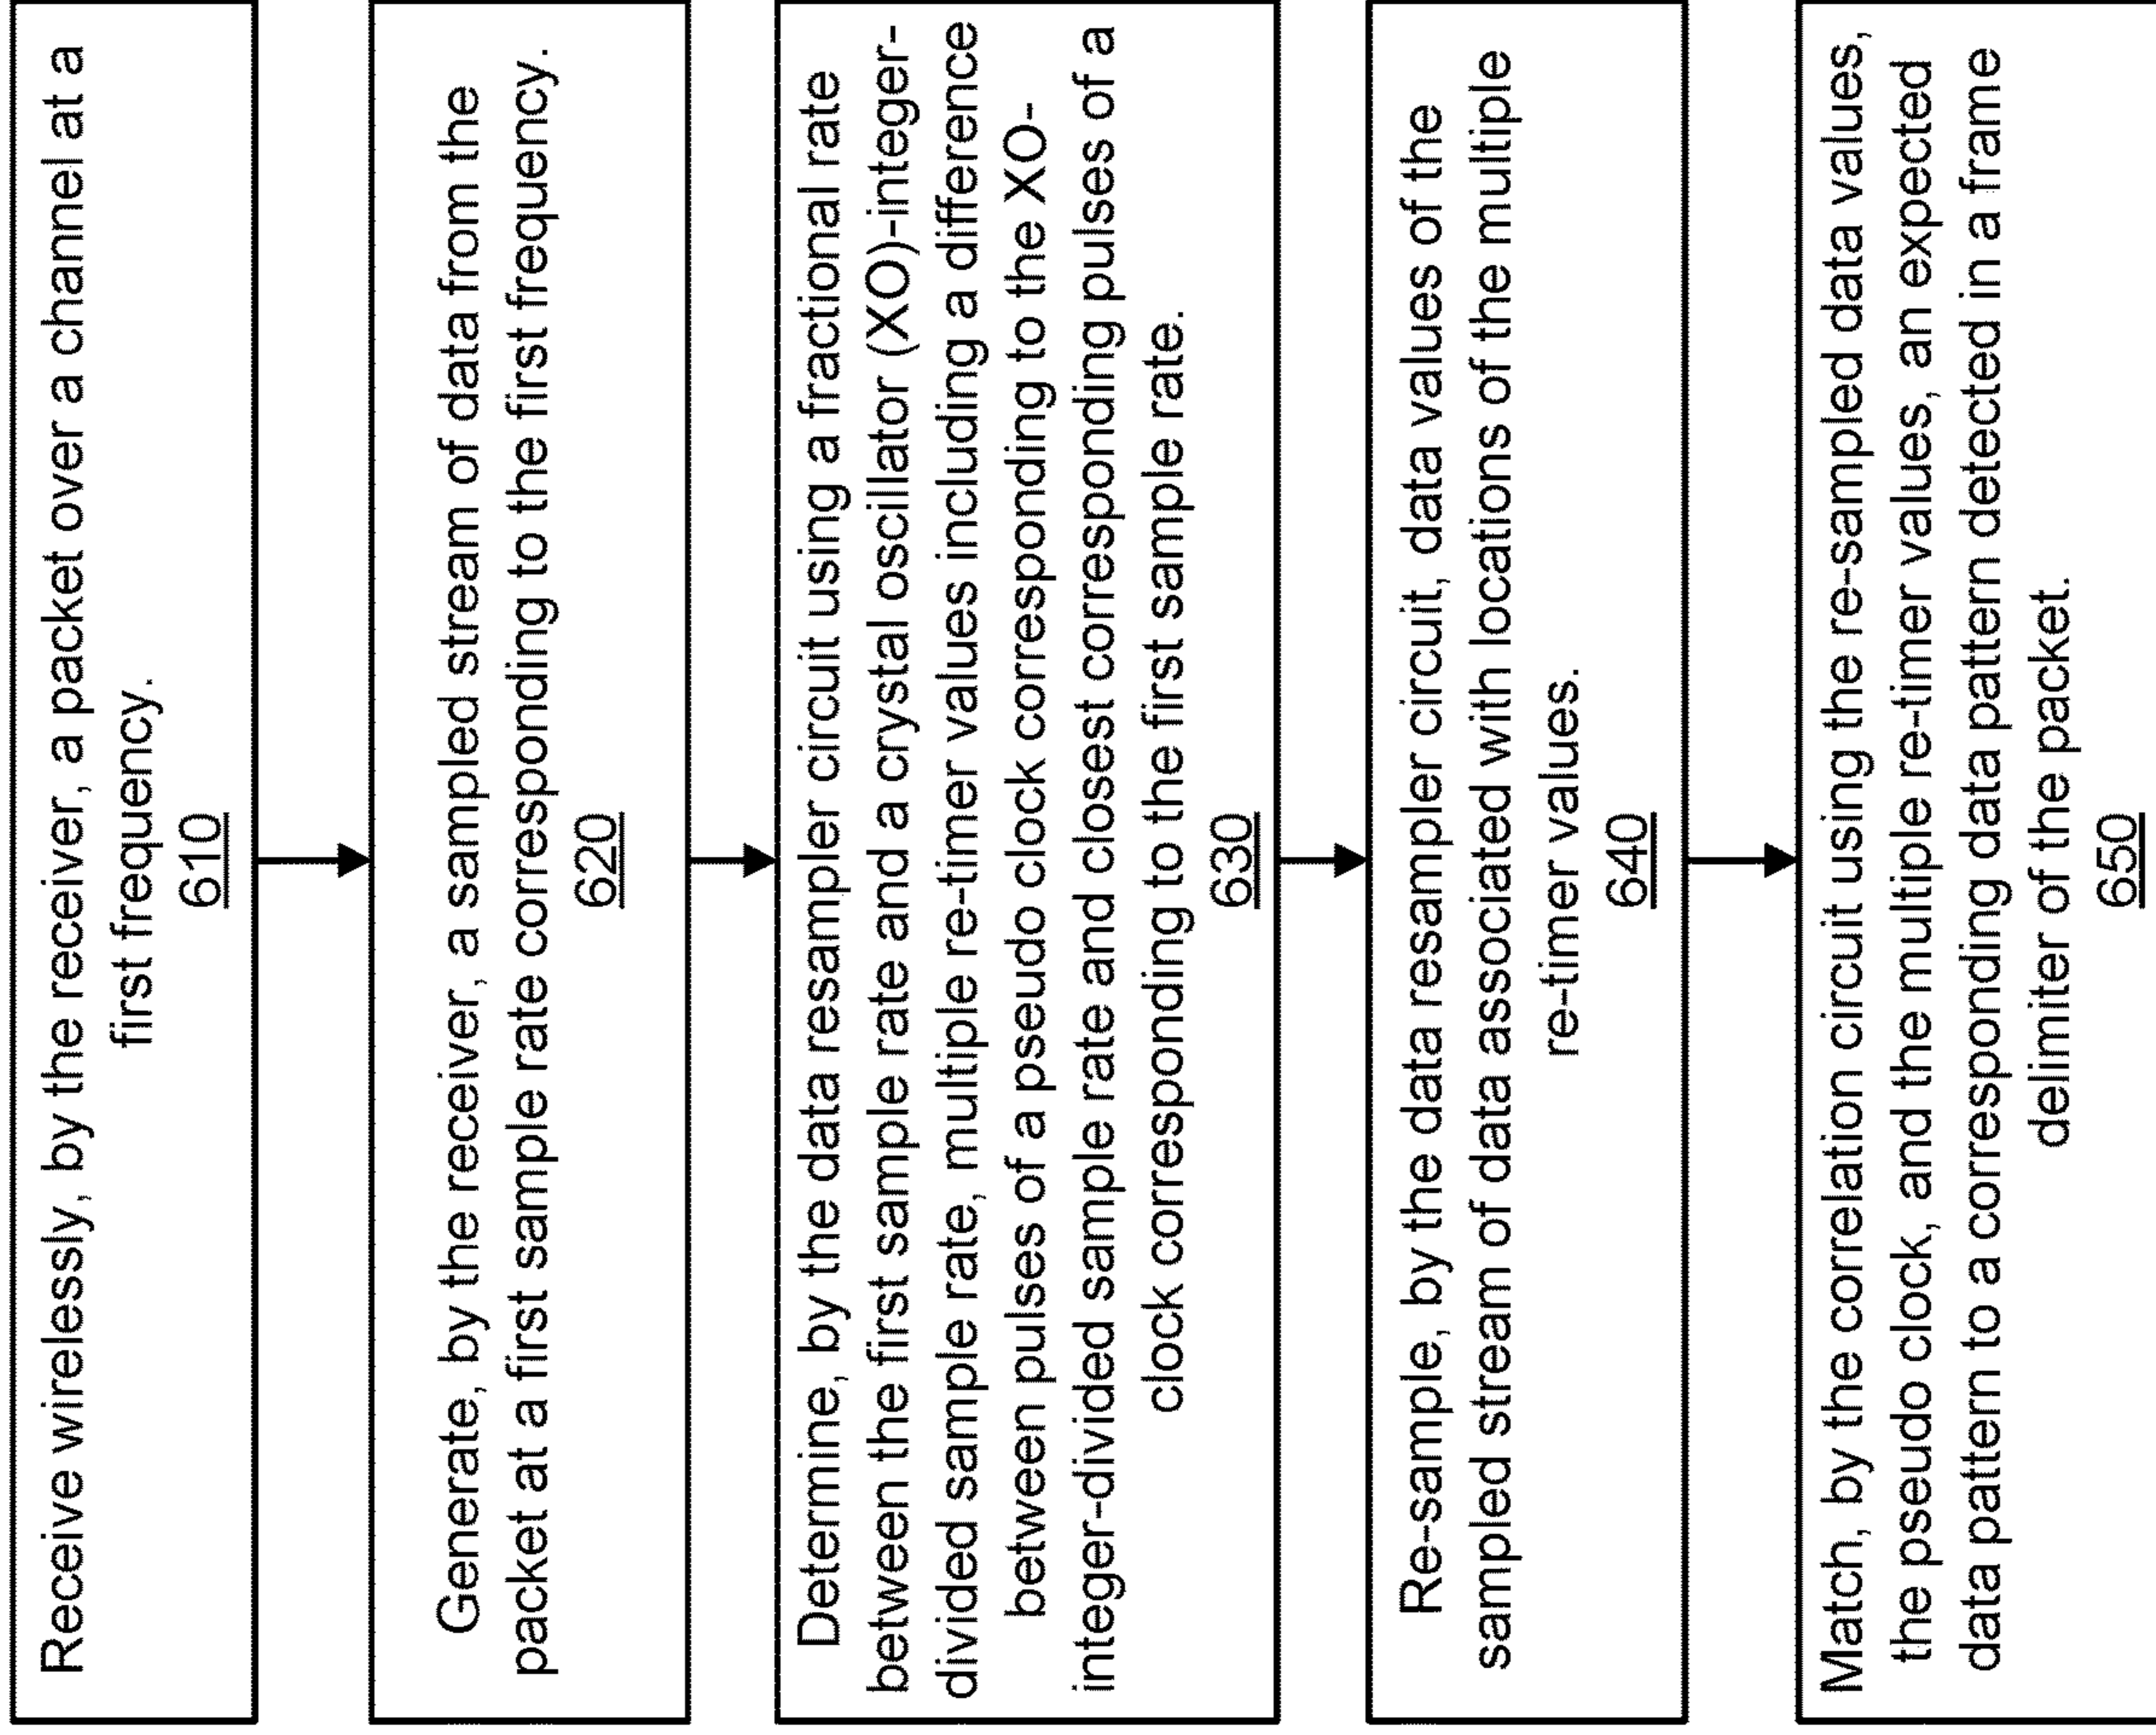 Receive wirelessly, by the receiver, a packet over a channel at a
first frequency.
610
Generate, by the receiver, a sampled stream of data from the
packet at a first sample rate corresponding to the first frequency.
620
Determine, by the data resampler circuit using a fractional rate
between the first sample rate and a crystal oscillator (XO)-integer-
divided sample rate, multiple re-timer values including a difference
between pulses of a pseudo clock corresponding to the XO-
integer-divided sample rate and closest corresponding pulses of a
clock corresponding to the first sample rate.
630
Re-sample, by the data resampler circuit, data values of the
sampled stream of data associated with locations of the multiple
re-timer values.
640
Match, by the correlation circuit using the re-sampled data values,
the pseudo clock, and the multiple re-timer values, an expected
data pattern to a corresponding data pattern detected in a frame
delimiter of the packet.
650